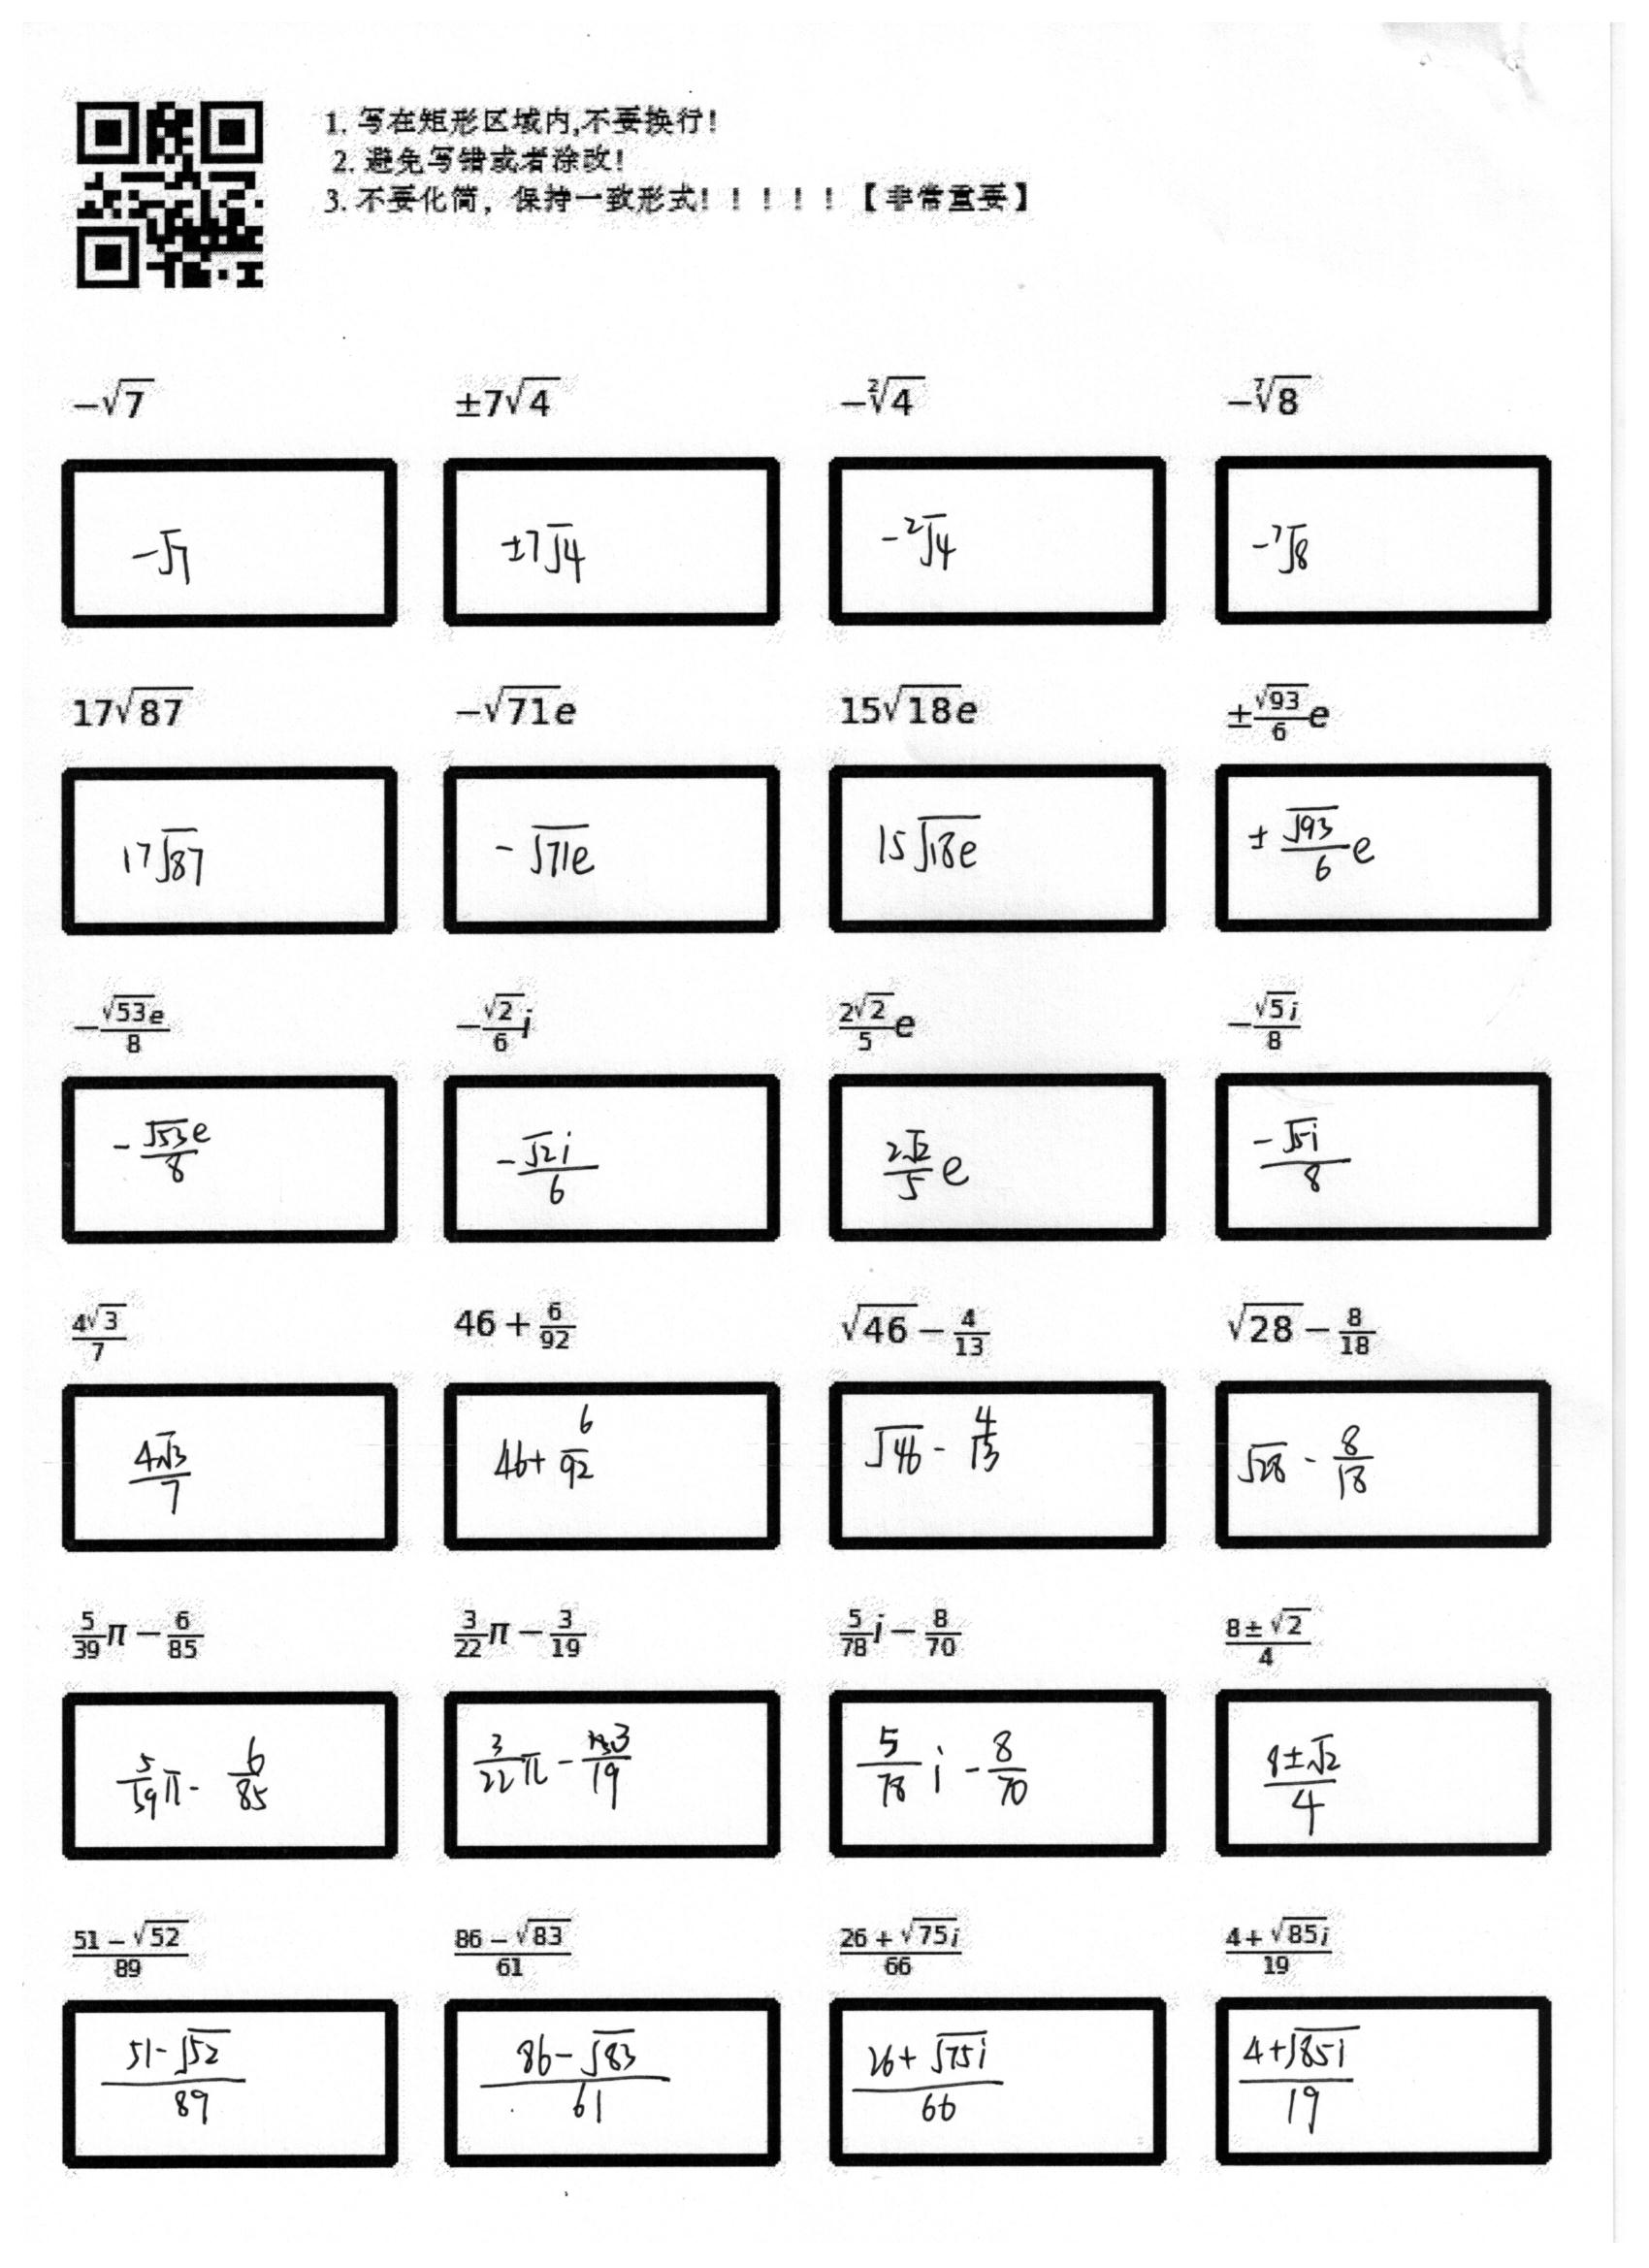 1. 写在矩形区域内,不要换行!
2. 避免写错或者涂改!
3. 不要化简，保持一致形式! ! ! ! !【非常重要】
$-\sqrt{7}$ $\pm 7\sqrt{4}$ $-\sqrt[2]{4}$ $-\sqrt[7]{8}$
$-\sqrt{7}$ $\pm 7\sqrt{4}$ $-\sqrt[2]{4}$ $-\sqrt[7]{8}$
$17\sqrt{87}$ $-\sqrt{71}e$ $15\sqrt{18}e$ $\pm\frac{\sqrt{93}}{6}e$
$17\sqrt{87}$ $-\sqrt{71e}$ $15\sqrt{18e}$ $\pm\frac{\sqrt{93}}{6}e$
$-\frac{\sqrt{53}e}{8}$ $-\frac{\sqrt{2}}{6}i$ $\frac{2\sqrt{2}}{5}e$ $-\frac{\sqrt{5}i}{8}$
$-\frac{\sqrt{53}e}{8}$ $-\frac{\sqrt{2}i}{6}$ $\frac{2\sqrt{2}}{5}e$ $\frac{-\sqrt{5i}}{8}$
$\frac{4\sqrt{3}}{7}$ $46+\frac{6}{92}$ $\sqrt{46}-\frac{4}{13}$ $\sqrt{28}-\frac{8}{18}$
$\frac{4\sqrt{3}}{7}$ $46+\frac{6}{92}$ $\sqrt{46}-\frac{4}{13}$ $\sqrt{28}-\frac{8}{18}$
$\frac{5}{39}\pi-\frac{6}{85}$ $\frac{3}{22}\pi-\frac{3}{19}$ $\frac{5}{78}i-\frac{8}{70}$ $\frac{8\pm\sqrt{2}}{4}$
$\frac{5}{39}\pi-\frac{6}{85}$ $\frac{3}{22}\pi-\frac{3}{19}$ $\frac{5}{78}i-\frac{8}{70}$ $\frac{8\pm\sqrt{2}}{4}$
$\frac{51-\sqrt{52}}{89}$ $\frac{86-\sqrt{83}}{61}$ $\frac{26+\sqrt{75}i}{66}$ $\frac{4+\sqrt{85}i}{19}$
$\frac{51-\sqrt{52}}{89}$ $\frac{86-\sqrt{83}}{61}$ $\frac{26+\sqrt{75i}}{66}$ $\frac{4+\sqrt{85i}}{19}$